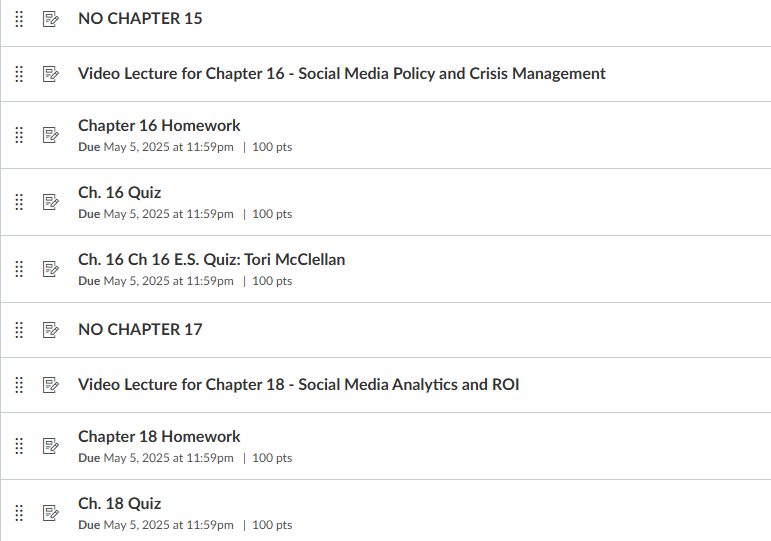 NO CHAPTER 15
Video Lecture for Chapter 16 - Social Media Policy and Crisis Management
Chapter 16 Homework
Due May 5, 2025 at 11:59pm | 100 pts
Ch. 16 Quiz
Due May 5, 2025 at 11:59pm | 100 pts
Ch. 16 Ch 16 E.S. Quiz: Tori McClellan
Due May 5, 2025 at 11:59pm | 100 pts
NO CHAPTER 17
Video Lecture for Chapter 18 - Social Media Analytics and ROI
Chapter 18 Homework
Due May 5, 2025 at 11:59pm | 100 pts
Ch. 18 Quiz
Due May 5, 2025 at 11:59pm | 100 pts